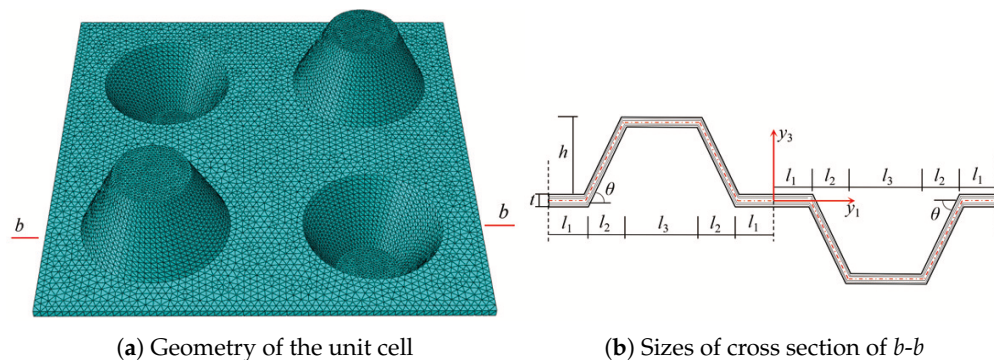 b
b
h
t
θ
l₁
l₂
l₃
l₂
l₁
y₃
y₁
l₁
l₂
l₃
l₂
l₁
θ
(a) Geometry of the unit cell
(b) Sizes of cross section of b-b